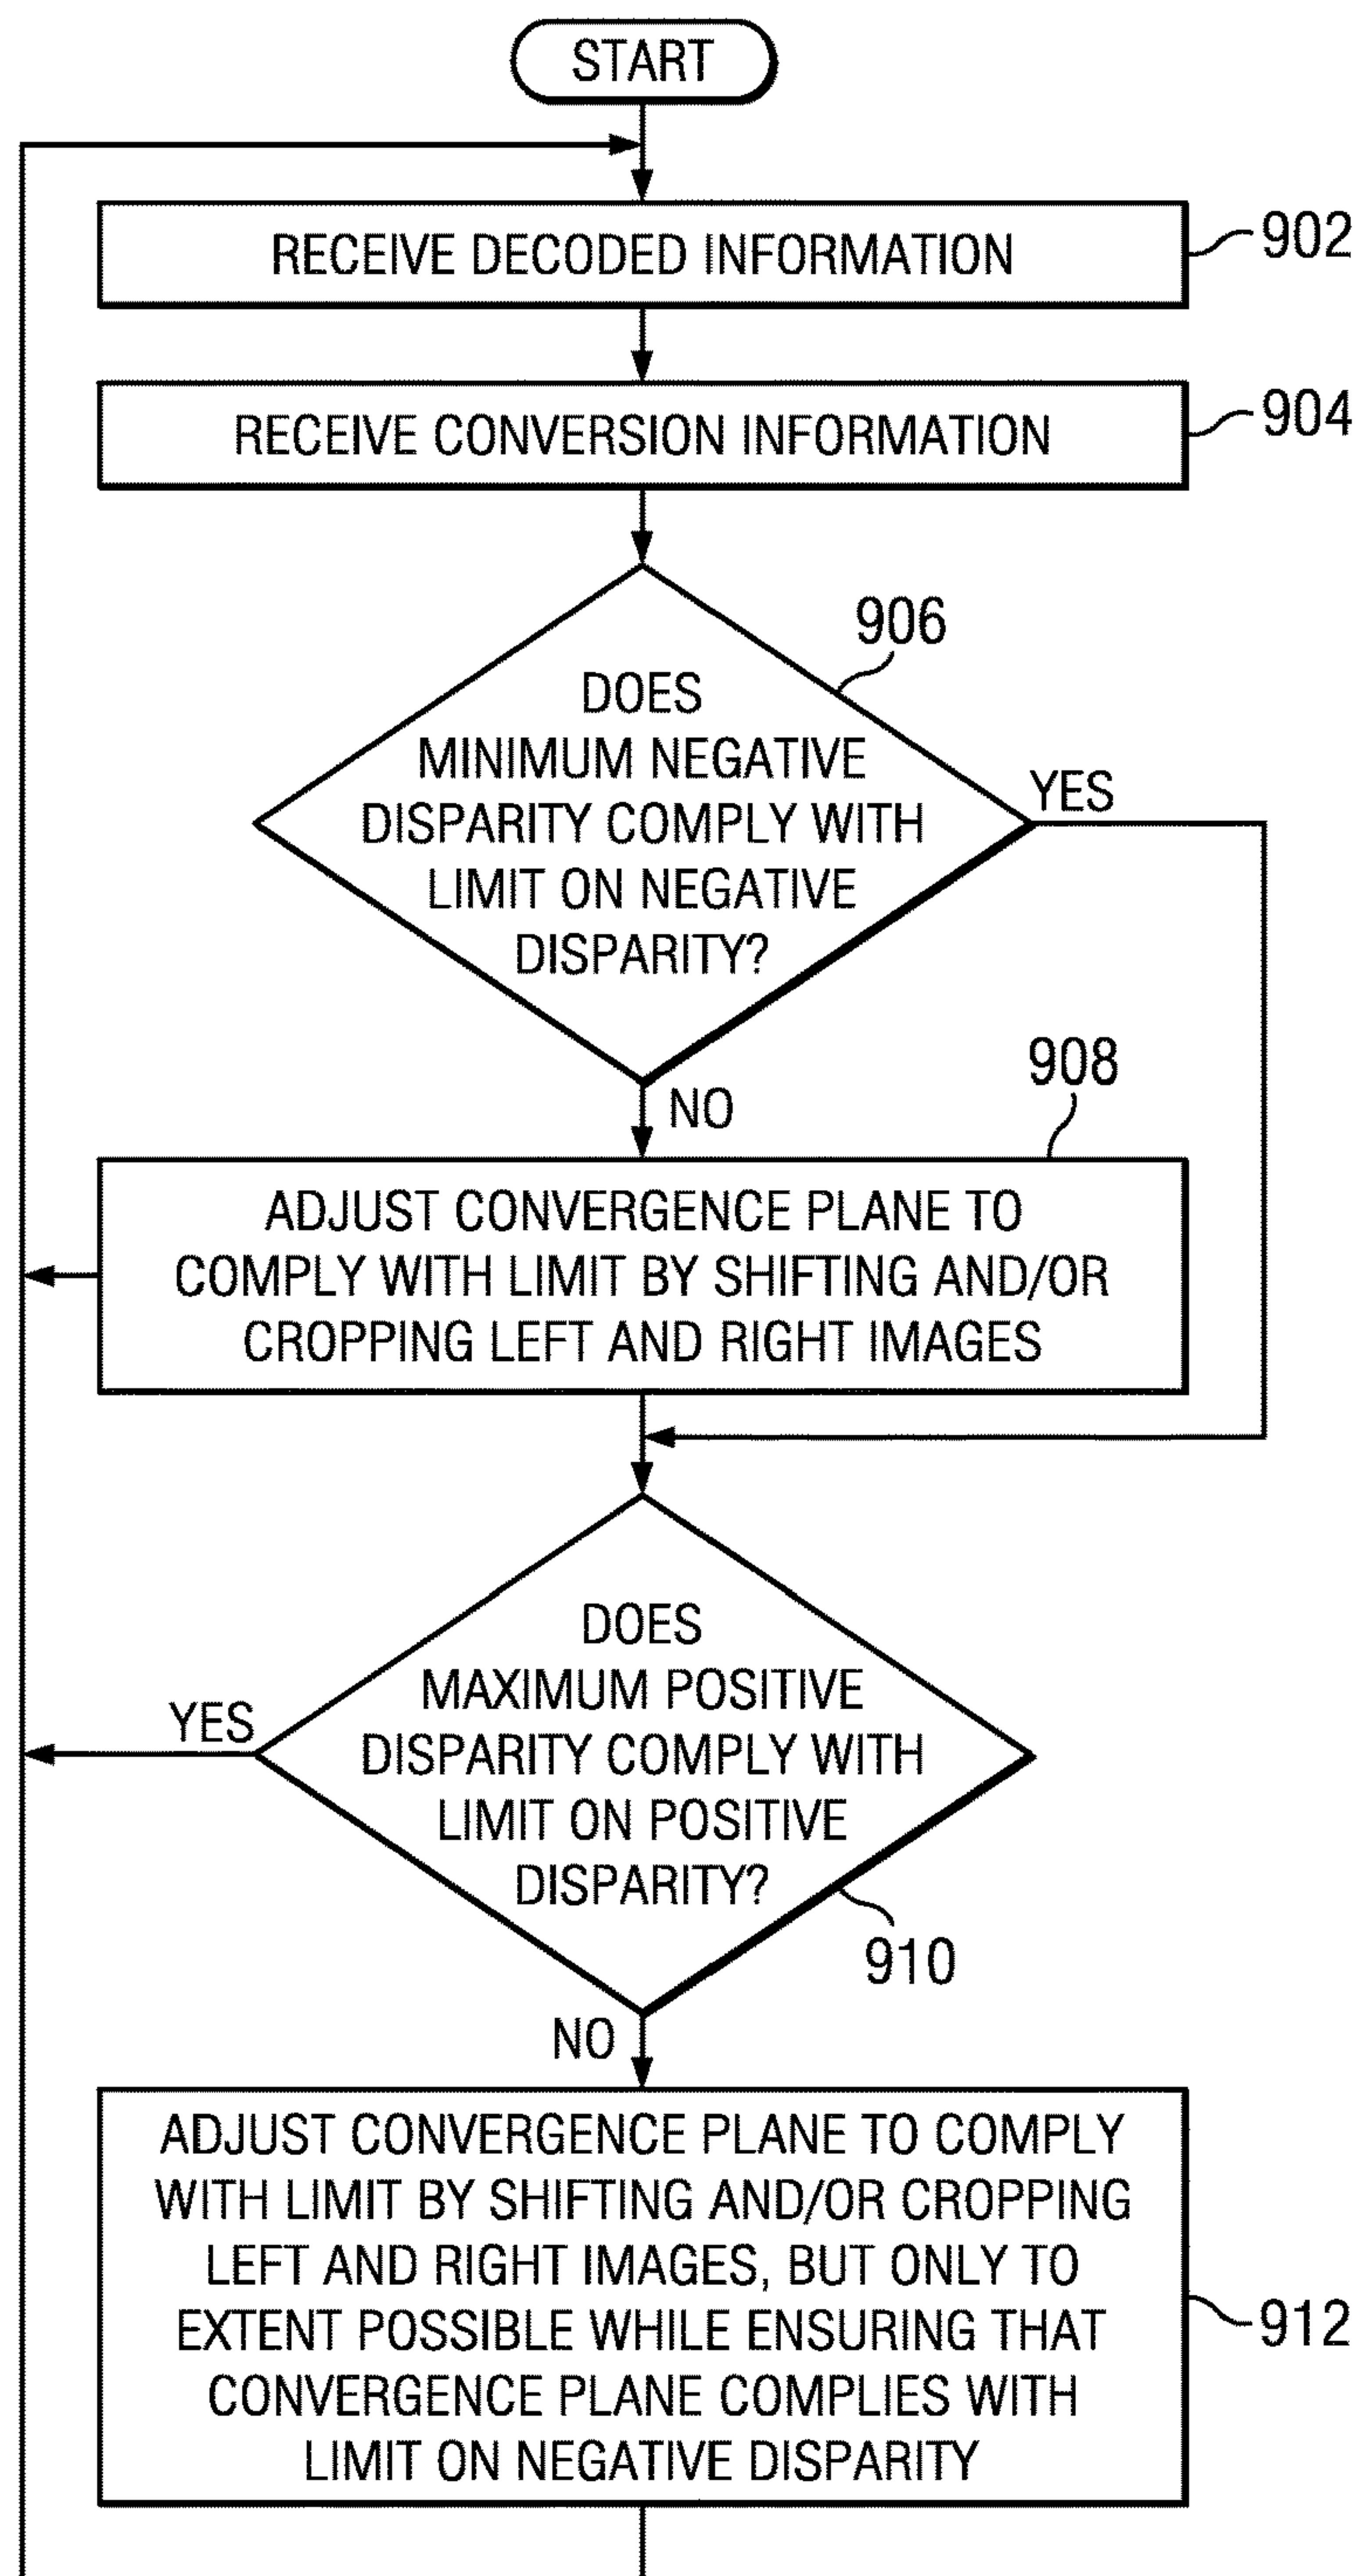 START
RECEIVE DECODED INFORMATION
902
RECEIVE CONVERSION INFORMATION
904
906
DOES
MINIMUM NEGATIVE
DISPARITY COMPLY WITH
LIMIT ON NEGATIVE
DISPARITY?
YES
NO
908
ADJUST CONVERGENCE PLANE TO
COMPLY WITH LIMIT BY SHIFTING AND/OR
CROPPING LEFT AND RIGHT IMAGES
DOES
MAXIMUM POSITIVE
DISPARITY COMPLY WITH
LIMIT ON POSITIVE
DISPARITY?
YES
910
NO
ADJUST CONVERGENCE PLANE TO COMPLY
WITH LIMIT BY SHIFTING AND/OR CROPPING
LEFT AND RIGHT IMAGES, BUT ONLY TO
EXTENT POSSIBLE WHILE ENSURING THAT
CONVERGENCE PLANE COMPLIES WITH
LIMIT ON NEGATIVE DISPARITY
912